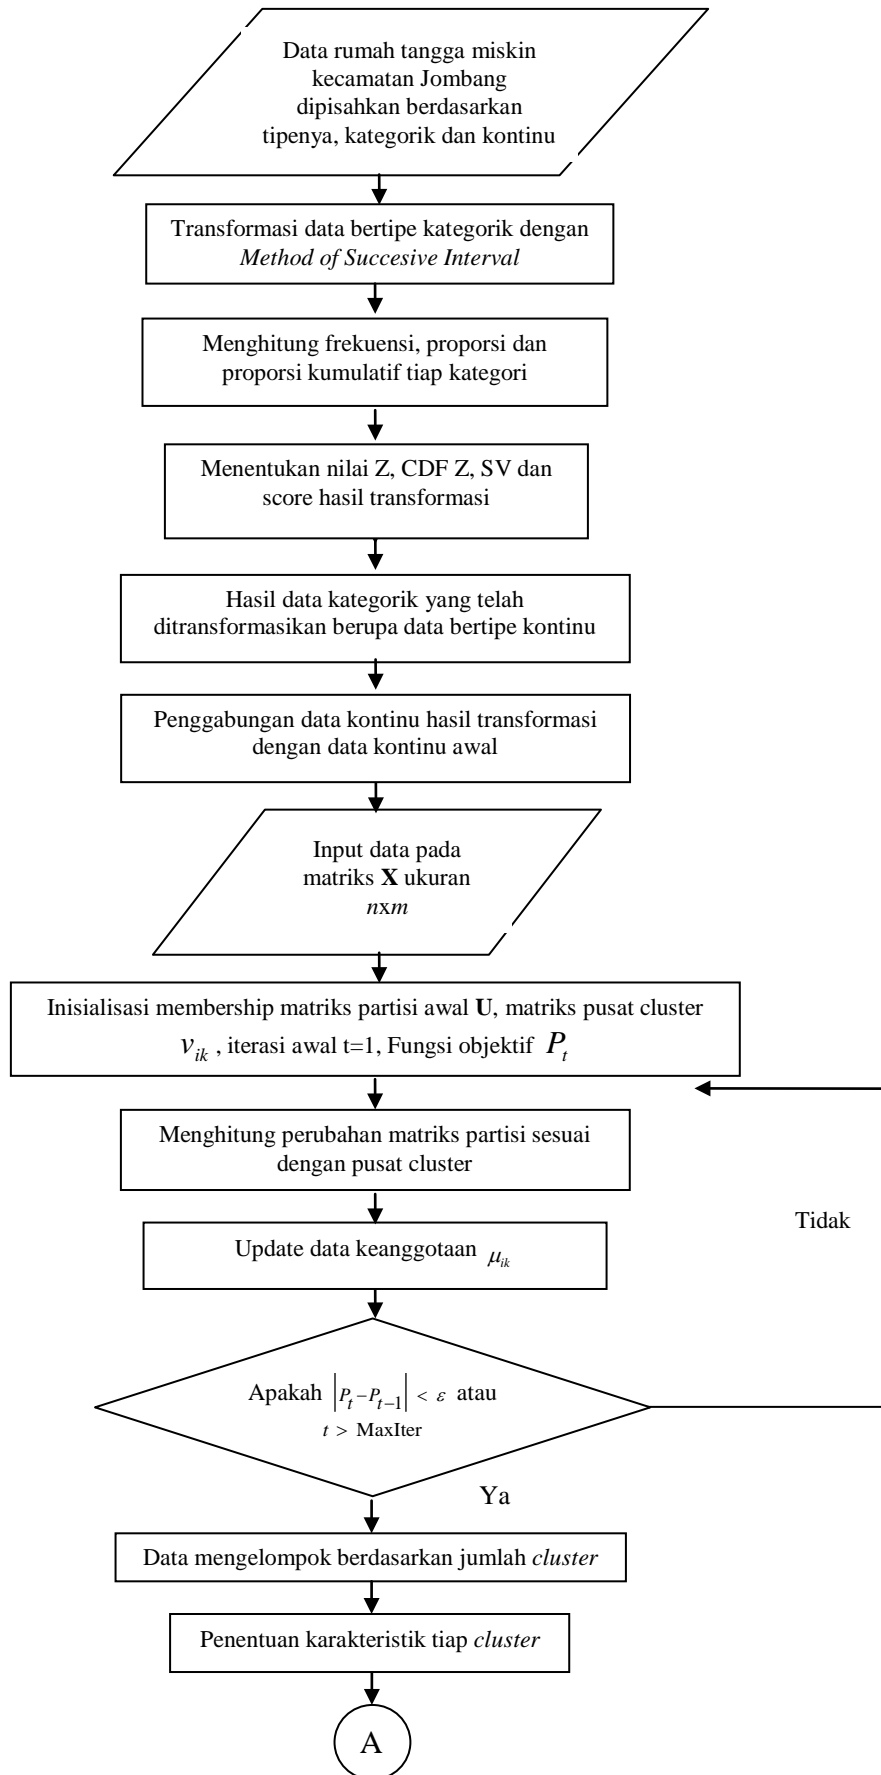 Data rumah tangga miskin
kecamatan Jombang
dipisahkan berdasarkan
tipenya, kategorik dan kontinu
Transformasi data bertipe kategorik dengan
Method of Succesive Interval
Menghitung frekuensi, proporsi dan
proporsi kumulatif tiap kategori
Menentukan nilai Z, CDF Z, SV dan
score hasil transformasi
Hasil data kategorik yang telah
ditransformasikan berupa data bertipe kontinu
Penggabungan data kontinu hasil transformasi
dengan data kontinu awal
Input data pada
matriks X ukuran
nxm
Inisialisasi membership matriks partisi awal U, matriks pusat cluster
v_{ik} , iterasi awal t=1, Fungsi objektif P_t
Menghitung perubahan matriks partisi sesuai
dengan pusat cluster
Tidak
Update data keanggotaan μ_{ik}
Apakah |P_t − P_{t−1}| < ε atau
t > MaxIter
Ya
Data mengelompok berdasarkan jumlah cluster
Penentuan karakteristik tiap cluster
A